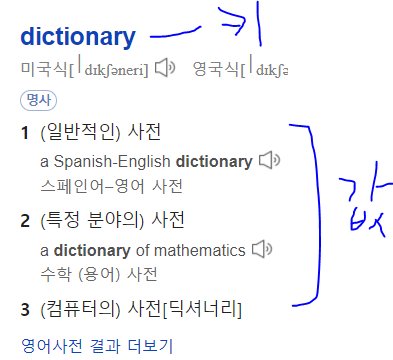 dictionary 키
미국식[ˈdɪkʃəneri] 영국식[ˈdɪkʃə
명사
1 (일반적인) 사전
a Spanish-English dictionary
스페인어–영어 사전
2 (특정 분야의) 사전
a dictionary of mathematics
수학 (용어) 사전
값
3 (컴퓨터의) 사전[딕셔너리]
영어사전 결과 더보기